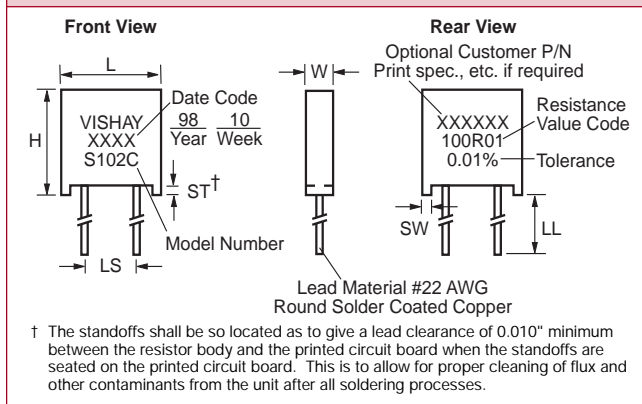 Front View
Rear View
L
W
Optional Customer P/N
Print spec., etc. if required
Date Code
VISHAY
98 10
XXXX
Year Week
H
S102C
ST†
Model Number
LS
XXXXXX
Resistance
Value Code
100R01
0.01%
Tolerance
SW
LL
Lead Material #22 AWG
Round Solder Coated Copper
† The standoffs shall be so located as to give a lead clearance of 0.010" minimum
between the resistor body and the printed circuit board when the standoffs are
seated on the printed circuit board. This is to allow for proper cleaning of flux and
other contaminants from the unit after all soldering processes.